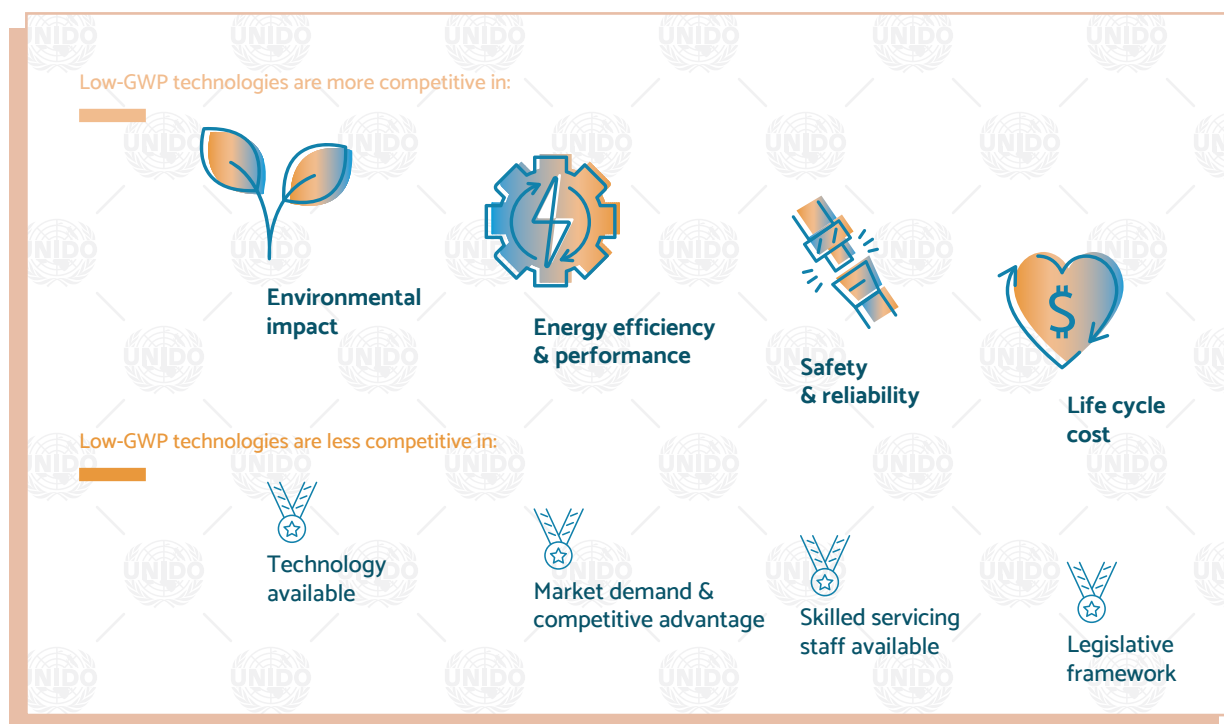 Low-GWP technologies are more competitive in:
Environmental
impact
Energy efficiency
& performance
Safety
& reliability
$
Life cycle
cost
Low-GWP technologies are less competitive in:
Technology
available
Market demand &
competitive advantage
Skilled servicing
staff available
Legislative
framework
UNIDO